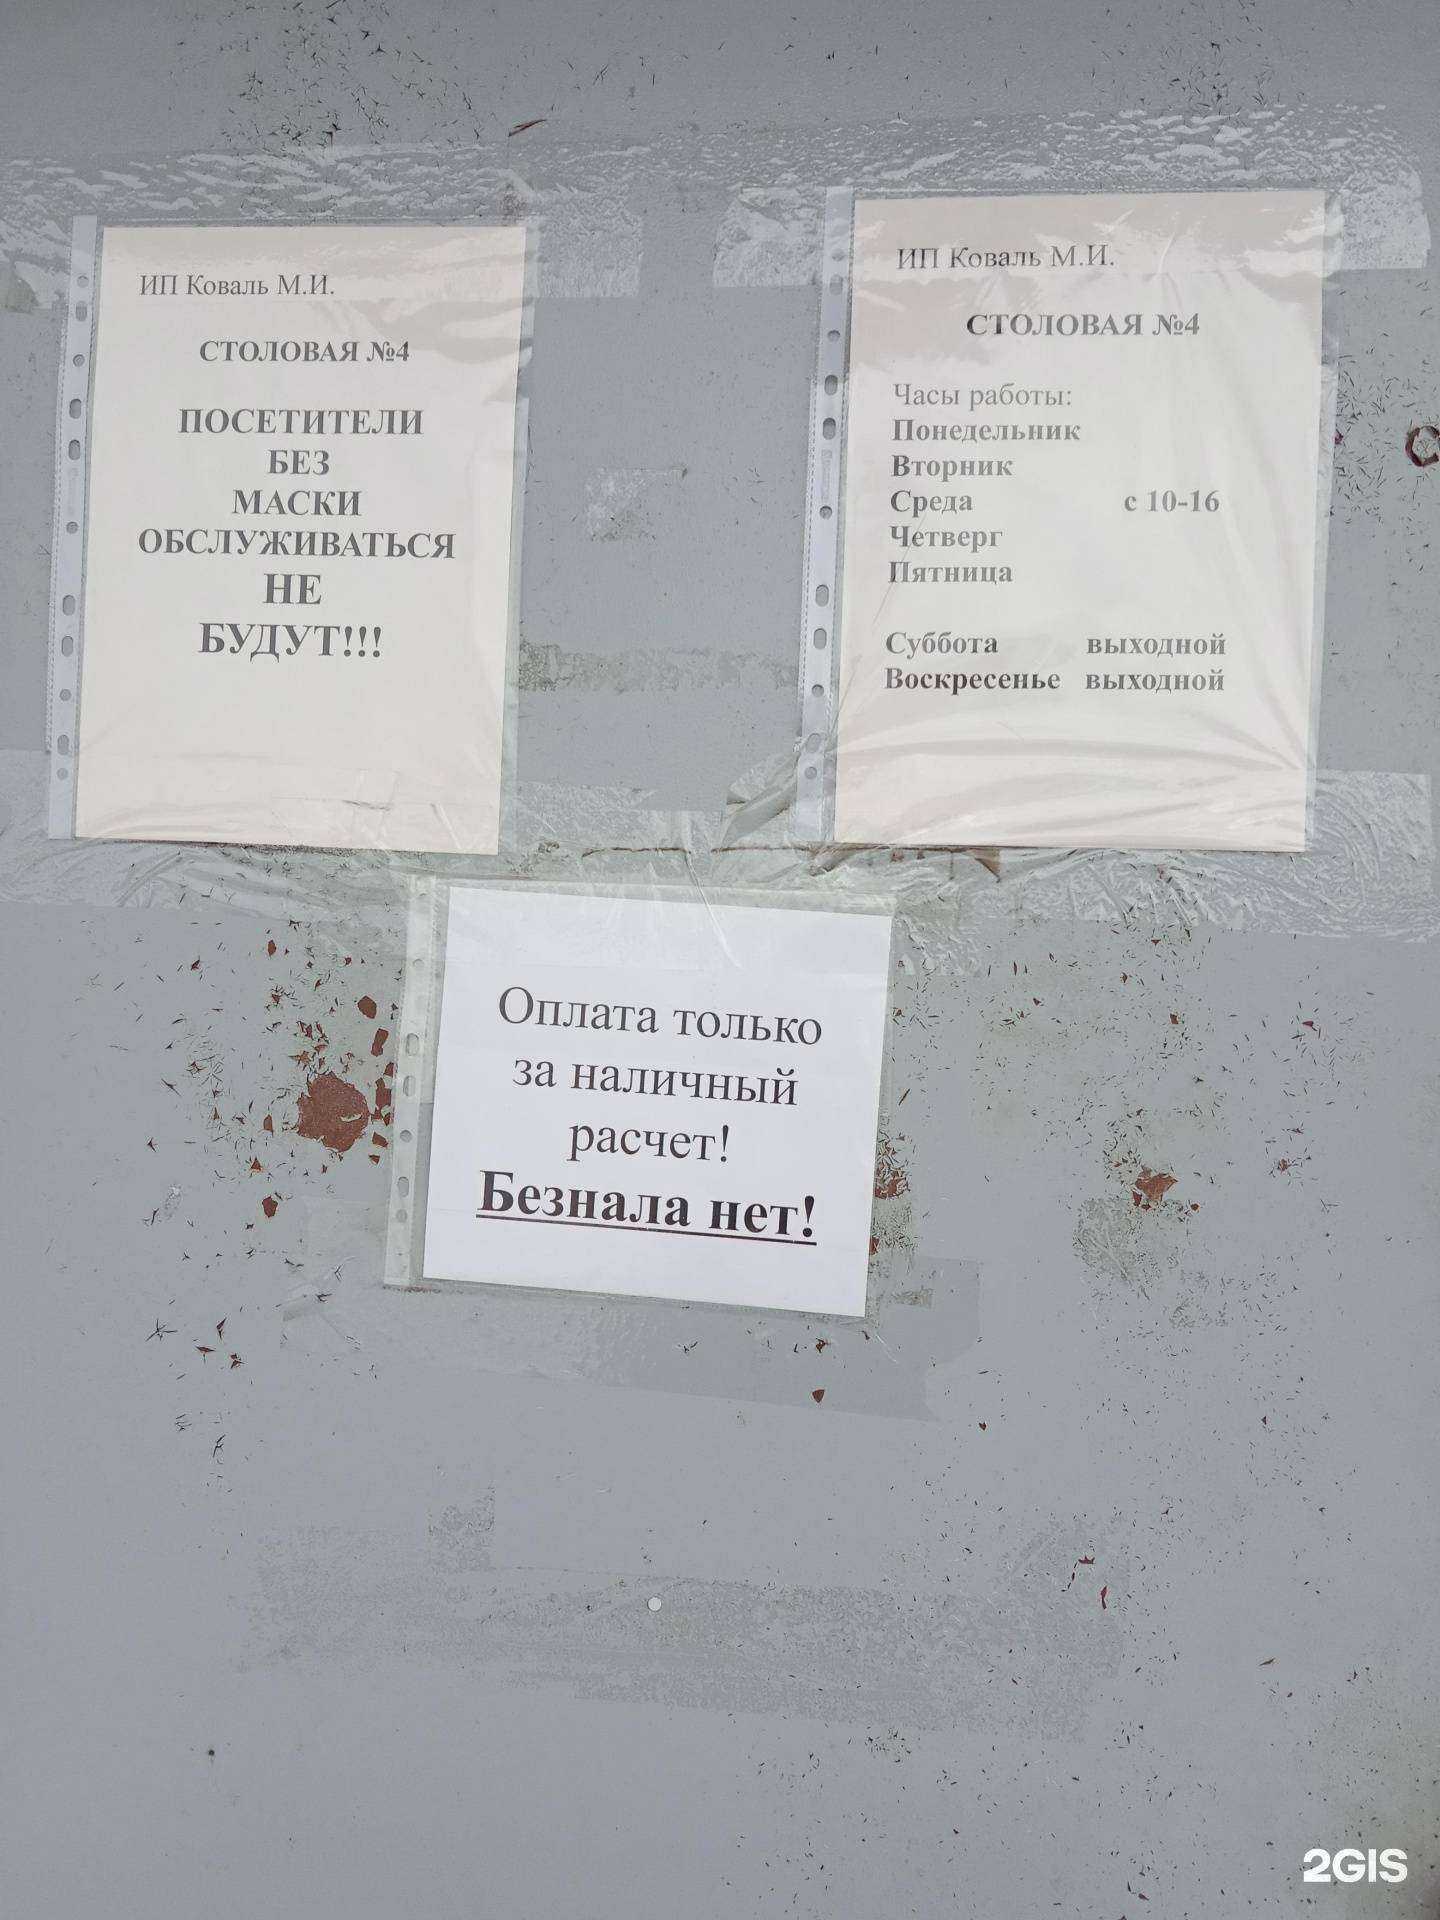 ИП Коваль М.И.
СТОЛОВАЯ №4
ПОСЕТИТЕЛИ
БЕЗ
МАСКИ
ОБСЛУЖИВАТЬСЯ
НЕ
БУДУТ!!!
ИП Коваль М.И.
СТОЛОВАЯ №4
Часы работы:
Понедельник
Вторник
Среда с 10-16
Четверг
Пятница
Суббота выходной
Воскресенье выходной
Оплата только
за наличный
расчет!
Безнала нет!
2GIS